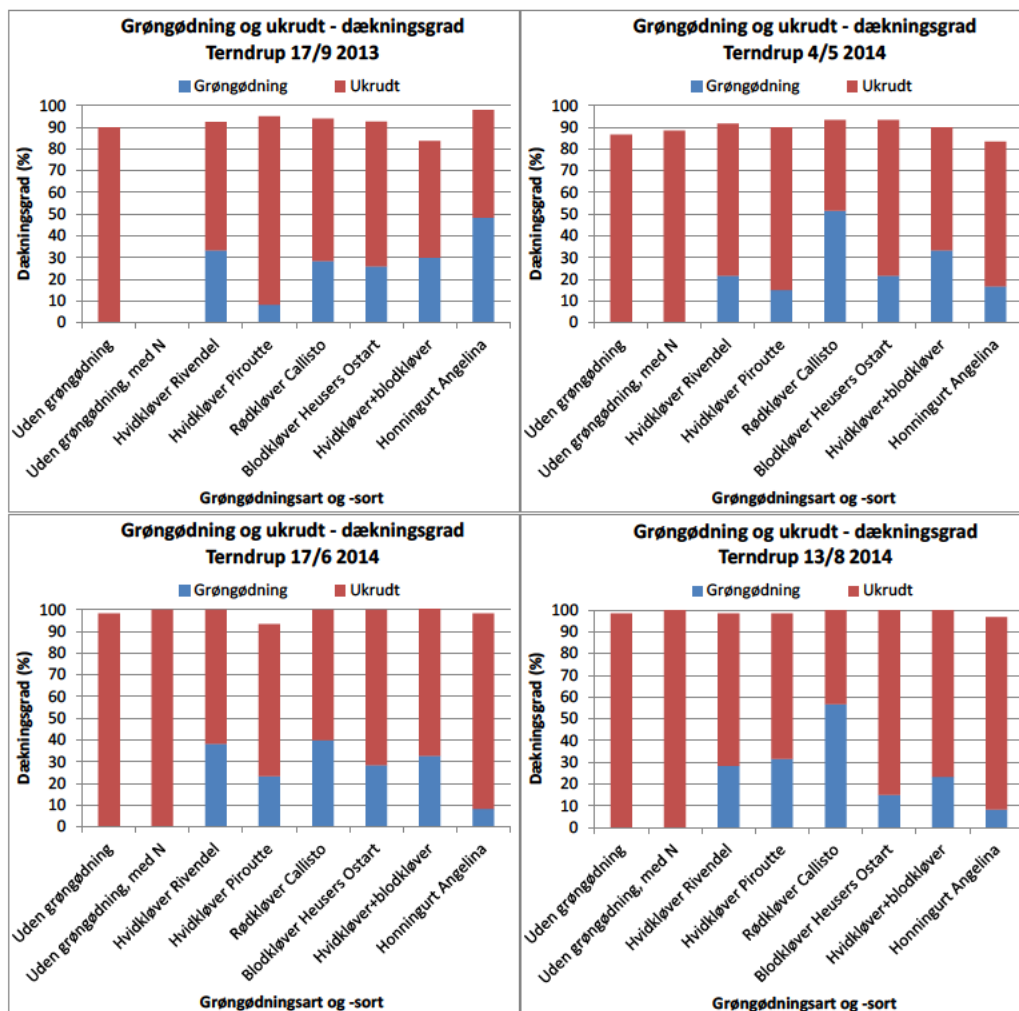 Grøngødning og ukrudt - dækningsgrad
Terndrup 17/9 2013
Grøngødning
Ukrudt
Dækningsgrad (%)
100
90
80
70
60
50
40
30
20
10
0
Uden grøngødning
Uden grøngødning, med N
Hvidkløver Rivendel
Hvidkløver Piroutte
Rødkløver Callisto
Blodkløver Heusers Ostart
Hvidkløver+blodkløver
Honningurt Angelina
Grøngødningsart og -sort
Grøngødning og ukrudt - dækningsgrad
Terndrup 4/5 2014
Grøngødning
Ukrudt
Dækningsgrad (%)
100
90
80
70
60
50
40
30
20
10
0
Uden grøngødning
Uden grøngødning, med N
Hvidkløver Rivendel
Hvidkløver Piroutte
Rødkløver Callisto
Blodkløver Heusers Ostart
Hvidkløver+blodkløver
Honningurt Angelina
Grøngødningsart og -sort
Grøngødning og ukrudt - dækningsgrad
Terndrup 17/6 2014
Grøngødning
Ukrudt
Dækningsgrad (%)
100
90
80
70
60
50
40
30
20
10
0
Uden grøngødning
Uden grøngødning, med N
Hvidkløver Rivendel
Hvidkløver Piroutte
Rødkløver Callisto
Blodkløver Heusers Ostart
Hvidkløver+blodkløver
Honningurt Angelina
Grøngødningsart og -sort
Grøngødning og ukrudt - dækningsgrad
Terndrup 13/8 2014
Grøngødning
Ukrudt
Dækningsgrad (%)
100
90
80
70
60
50
40
30
20
10
0
Uden grøngødning
Uden grøngødning, med N
Hvidkløver Rivendel
Hvidkløver Piroutte
Rødkløver Callisto
Blodkløver Heusers Ostart
Hvidkløver+blodkløver
Honningurt Angelina
Grøngødningsart og -sort